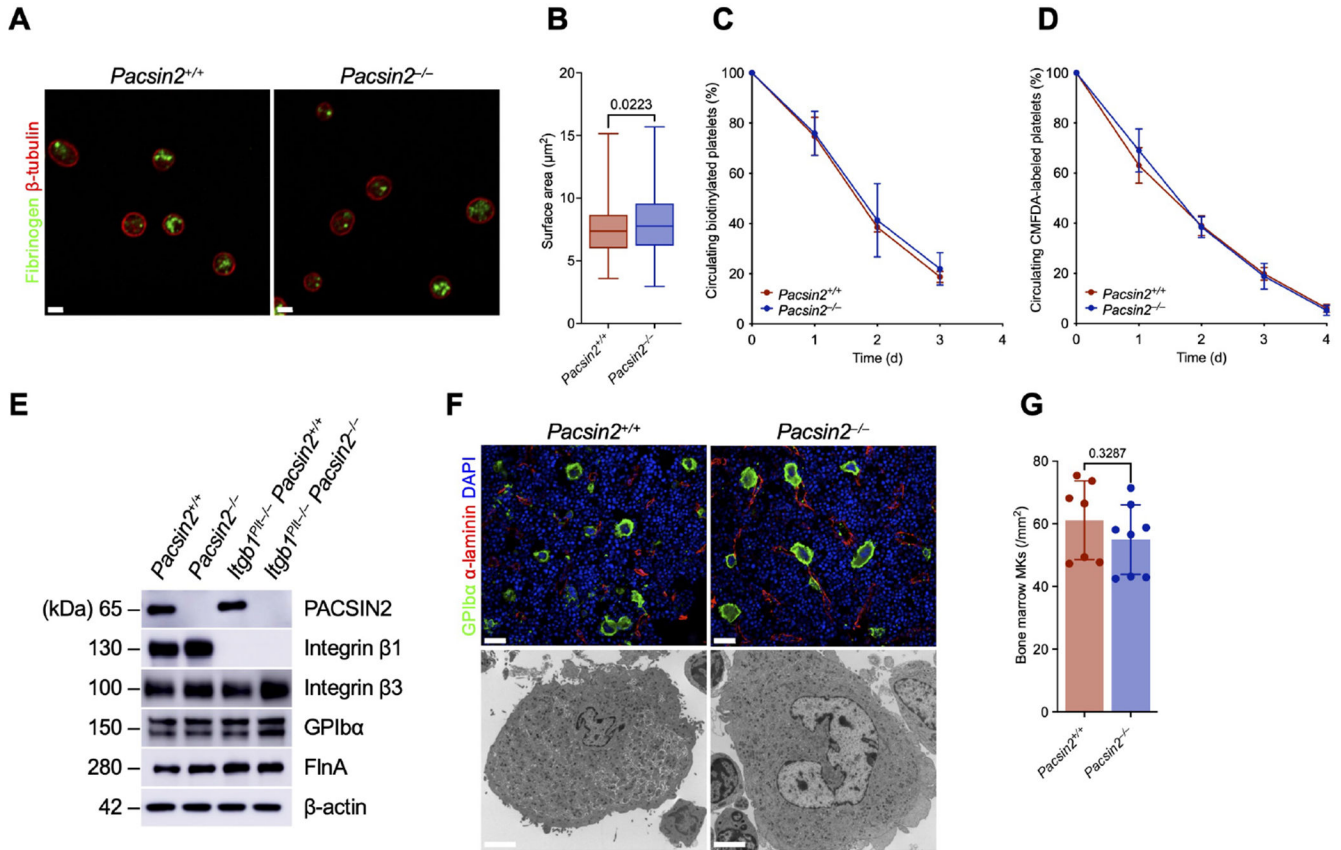 A
Pacsin2+/+
Pacsin2–/–
Fibrinogen β-tubulin
B
20
15
10
5
0
Surface area (μm²)
0.0223
Pacsin2+/+
Pacsin2–/–
C
100
80
60
40
20
0
Circulating biotinylated platelets (%)
Pacsin2+/+
Pacsin2–/–
0 1 2 3 4
Time (d)
D
100
80
60
40
20
0
Circulating CMFDA-labeled platelets (%)
Pacsin2+/+
Pacsin2–/–
0 1 2 3 4
Time (d)
E
Pacsin2+/+
Pacsin2–/–
Itgb1Plt–/– Pacsin2+/+
Itgb1Plt–/– Pacsin2–/–
(kDa) 65 – PACSIN2
130 – Integrin β1
100 – Integrin β3
150 – GPIbα
280 – FlnA
42 – β-actin
F
Pacsin2+/+
Pacsin2–/–
GPIbα α-laminin DAPI
G
80
60
40
20
0
Bone marrow MKs (/mm²)
0.3287
Pacsin2+/+
Pacsin2–/–